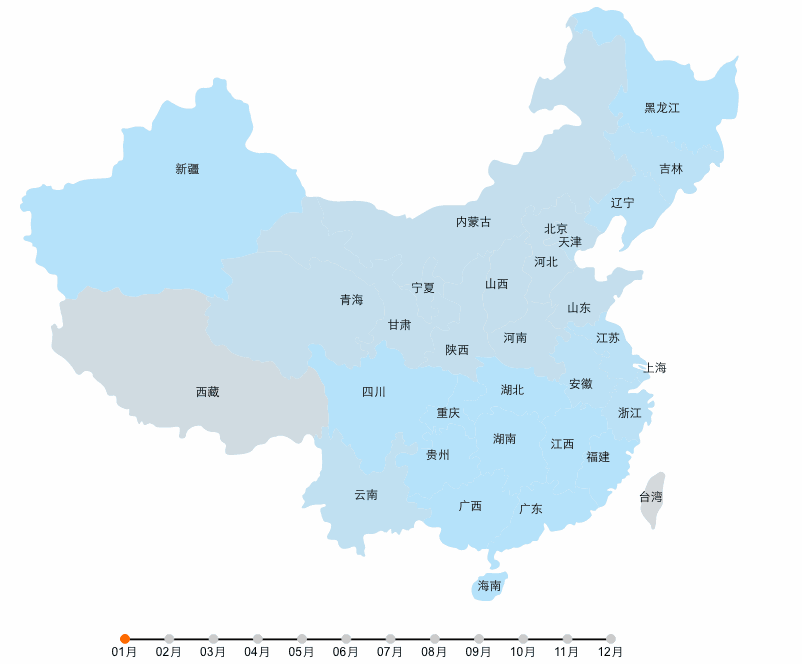 黑龙江
新疆
吉林
辽宁
内蒙古
北京
天津
河北
宁夏
山西
青海
山东
甘肃
河南
江苏
陕西
上海
西藏
四川
湖北
安徽
重庆
浙江
湖南
江西
贵州
福建
云南
台湾
广西
广东
海南
01月 02月 03月 04月 05月 06月 07月 08月 09月 10月 11月 12月